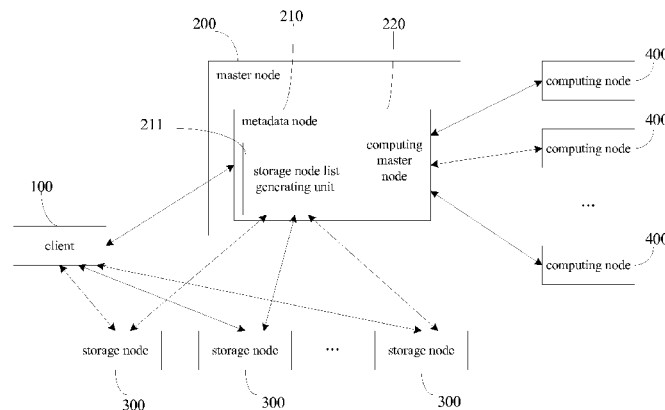 210
220
200
400
master node
computing node
metadata node
211
400
computing
master
node
computing node
storage node list
generating unit
100
...
400
client
computing node
storage node
storage node
...
storage node
300
300
300